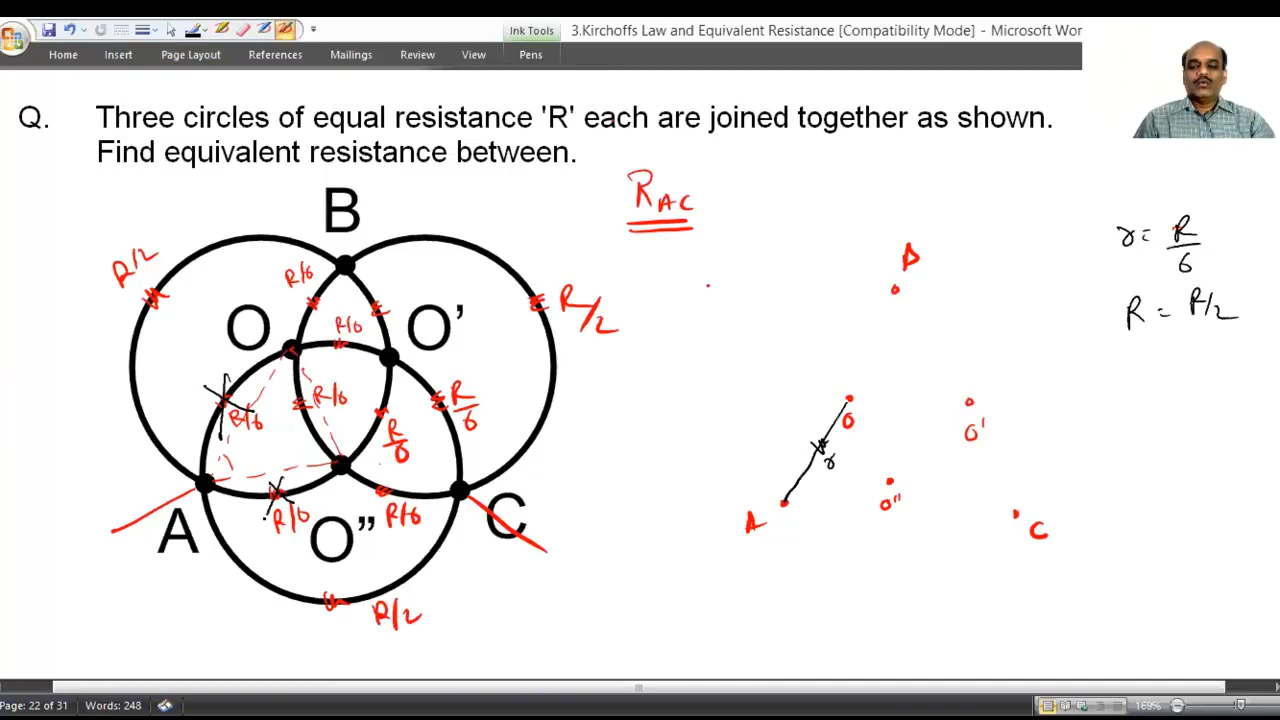 Ink Tools
3.Kirchoffs Law and Equivalent Resistance [Compatibility Mode] - Microsoft Wor
Home Insert Page Layout References Mailings Review View Pens
Q. Three circles of equal resistance 'R' each are joined together as shown.
Find equivalent resistance between.
R AC
B
R/2
R/6
O
O'
R/6
R/2
R/6
R/6
R/6
R/6
A
R/6
R/6
O"
C
R/2
r = R/6
R = R/2
B
O
O'
r
O"
A
C
Page: 22 of 31 Words: 248 169%